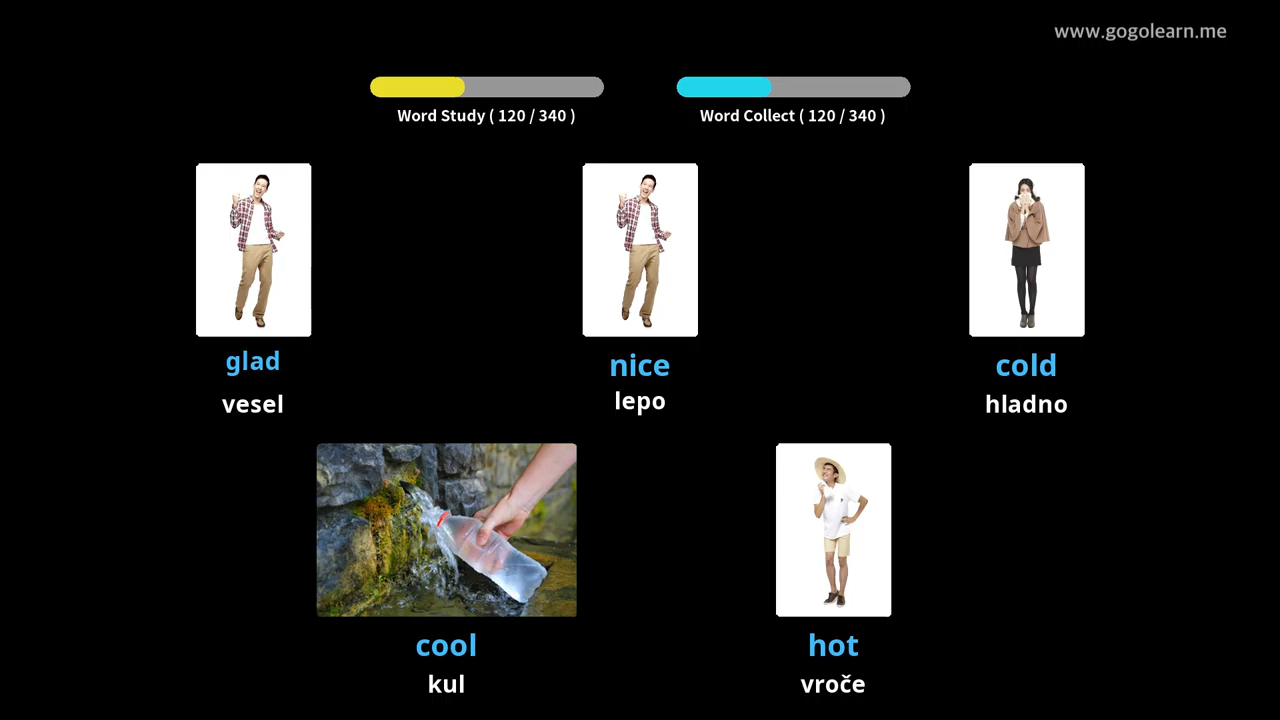 www.gogolearn.me
Word Study ( 120 / 340 )
Word Collect ( 120 / 340 )
glad
vesel
nice
lepo
cold
hladno
cool
kul
hot
vroče